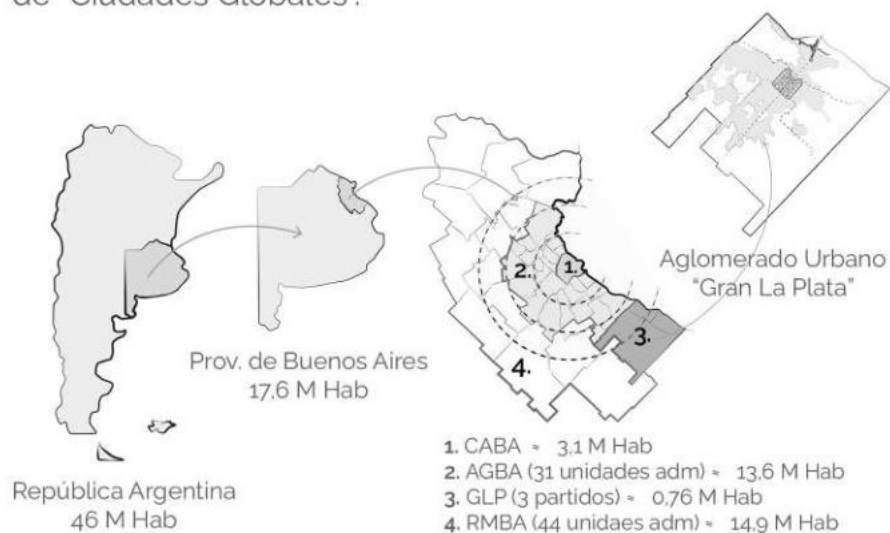 de "Ciudades Globales".
República Argentina
46 M Hab
Prov. de Buenos Aires
17,6 M Hab
1.
2.
3.
4.
Aglomerado Urbano
"Gran La Plata"
1. CABA ≈ 3,1 M Hab
2. AGBA (31 unidades adm) ≈ 13,6 M Hab
3. GLP (3 partidos) ≈ 0,76 M Hab
4. RMBA (44 unidaes adm) ≈ 14,9 M Hab